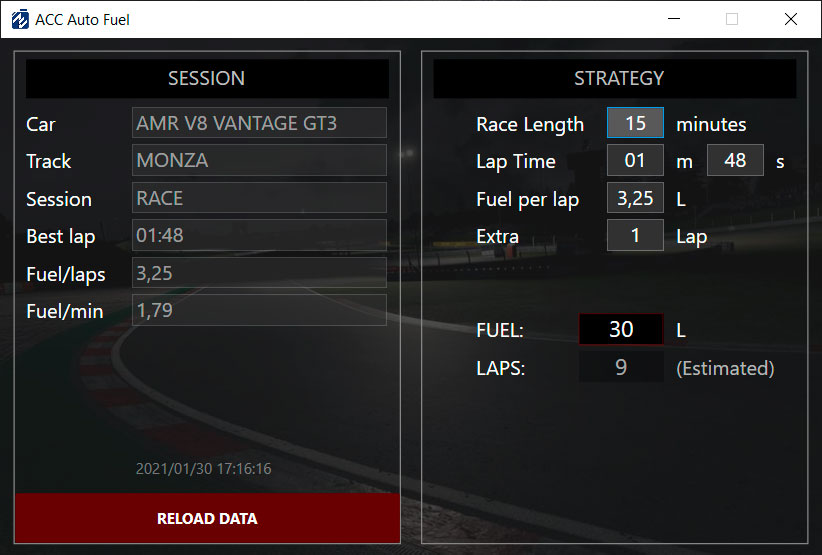 ACC Auto Fuel
SESSION
Car AMR V8 VANTAGE GT3
Track MONZA
Session RACE
Best lap 01:48
Fuel/laps 3,25
Fuel/min 1,79
2021/01/30 17:16:16
RELOAD DATA
STRATEGY
Race Length 15 minutes
Lap Time 01 m 48 s
Fuel per lap 3,25 L
Extra 1 Lap
FUEL: 30 L
LAPS: 9 (Estimated)